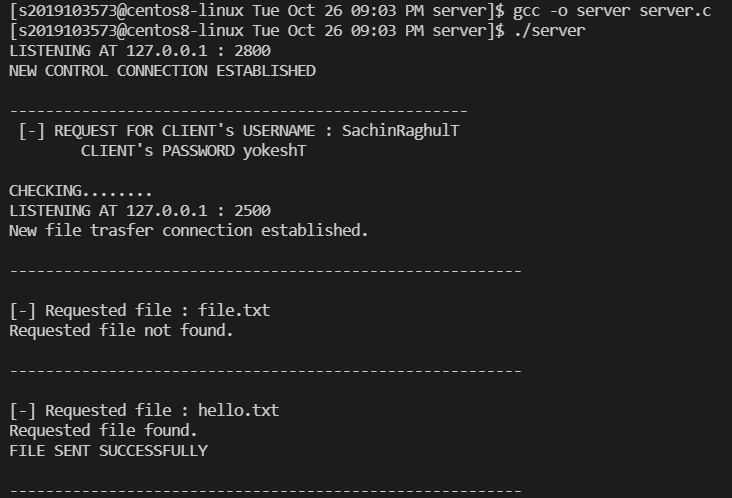 [s2019103573@centos8-linux Tue Oct 26 09:03 PM server]$ gcc -o server server.c
[s2019103573@centos8-linux Tue Oct 26 09:03 PM server]$ ./server
LISTENING AT 127.0.0.1 : 2800
NEW CONTROL CONNECTION ESTABLISHED
---------------------------------------------------
[-] REQUEST FOR CLIENT's USERNAME : SachinRaghulT
CLIENT's PASSWORD yokeshT
CHECKING........
LISTENING AT 127.0.0.1 : 2500
New file trasfer connection established.
---------------------------------------------------------
[-] Requested file : file.txt
Requested file not found.
---------------------------------------------------------
[-] Requested file : hello.txt
Requested file found.
FILE SENT SUCCESSFULLY
---------------------------------------------------------